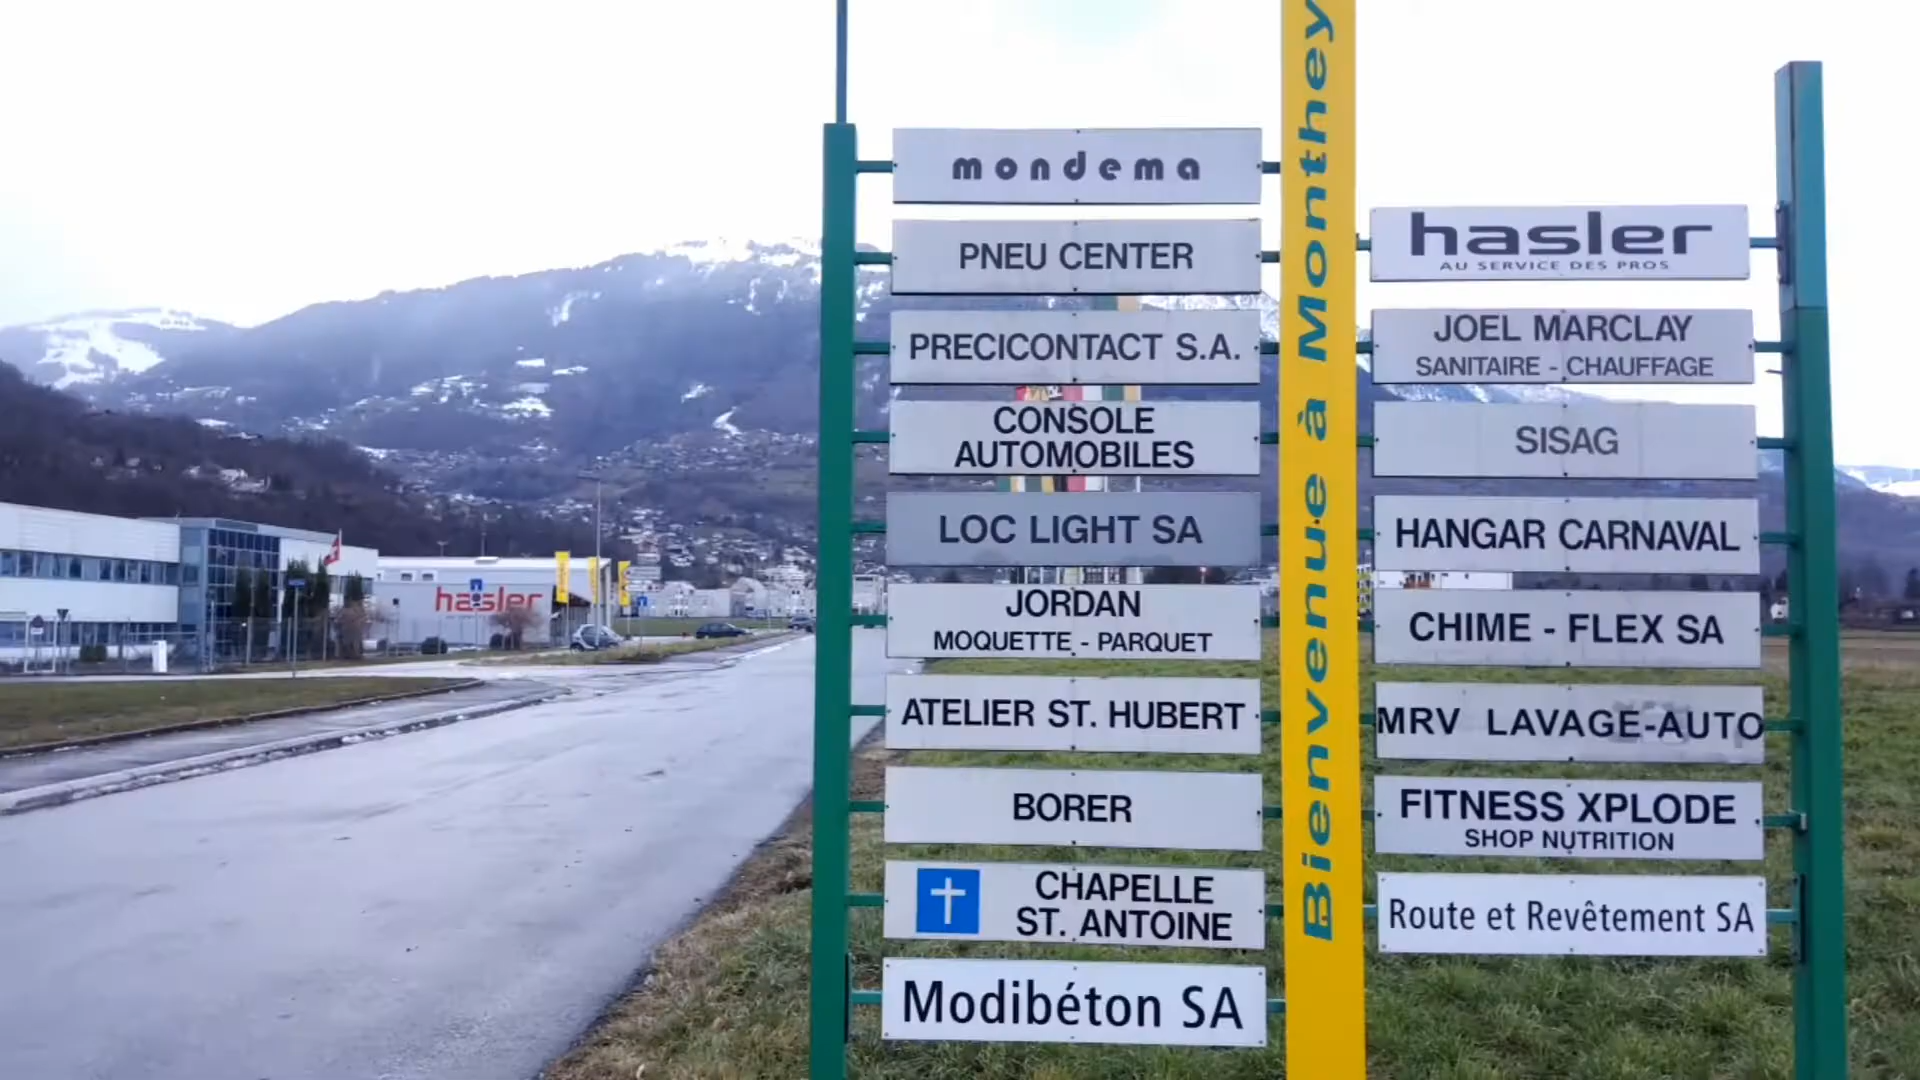 mondema
PNEU CENTER
PRECICONTACT S.A.
CONSOLE
AUTOMOBILES
LOC LIGHT SA
JORDAN
MOQUETTE - PARQUET
ATELIER ST. HUBERT
BORER
CHAPELLE
ST. ANTOINE
Modibéton SA
Bienvenue à Monthey
hasler
AU SERVICE DES PROS
JOEL MARCLAY
SANITAIRE - CHAUFFAGE
SISAG
HANGAR CARNAVAL
CHIME - FLEX SA
MRV LAVAGE-AUTO
FITNESS XPLODE
SHOP NUTRITION
Route et Revêtement SA
hasler